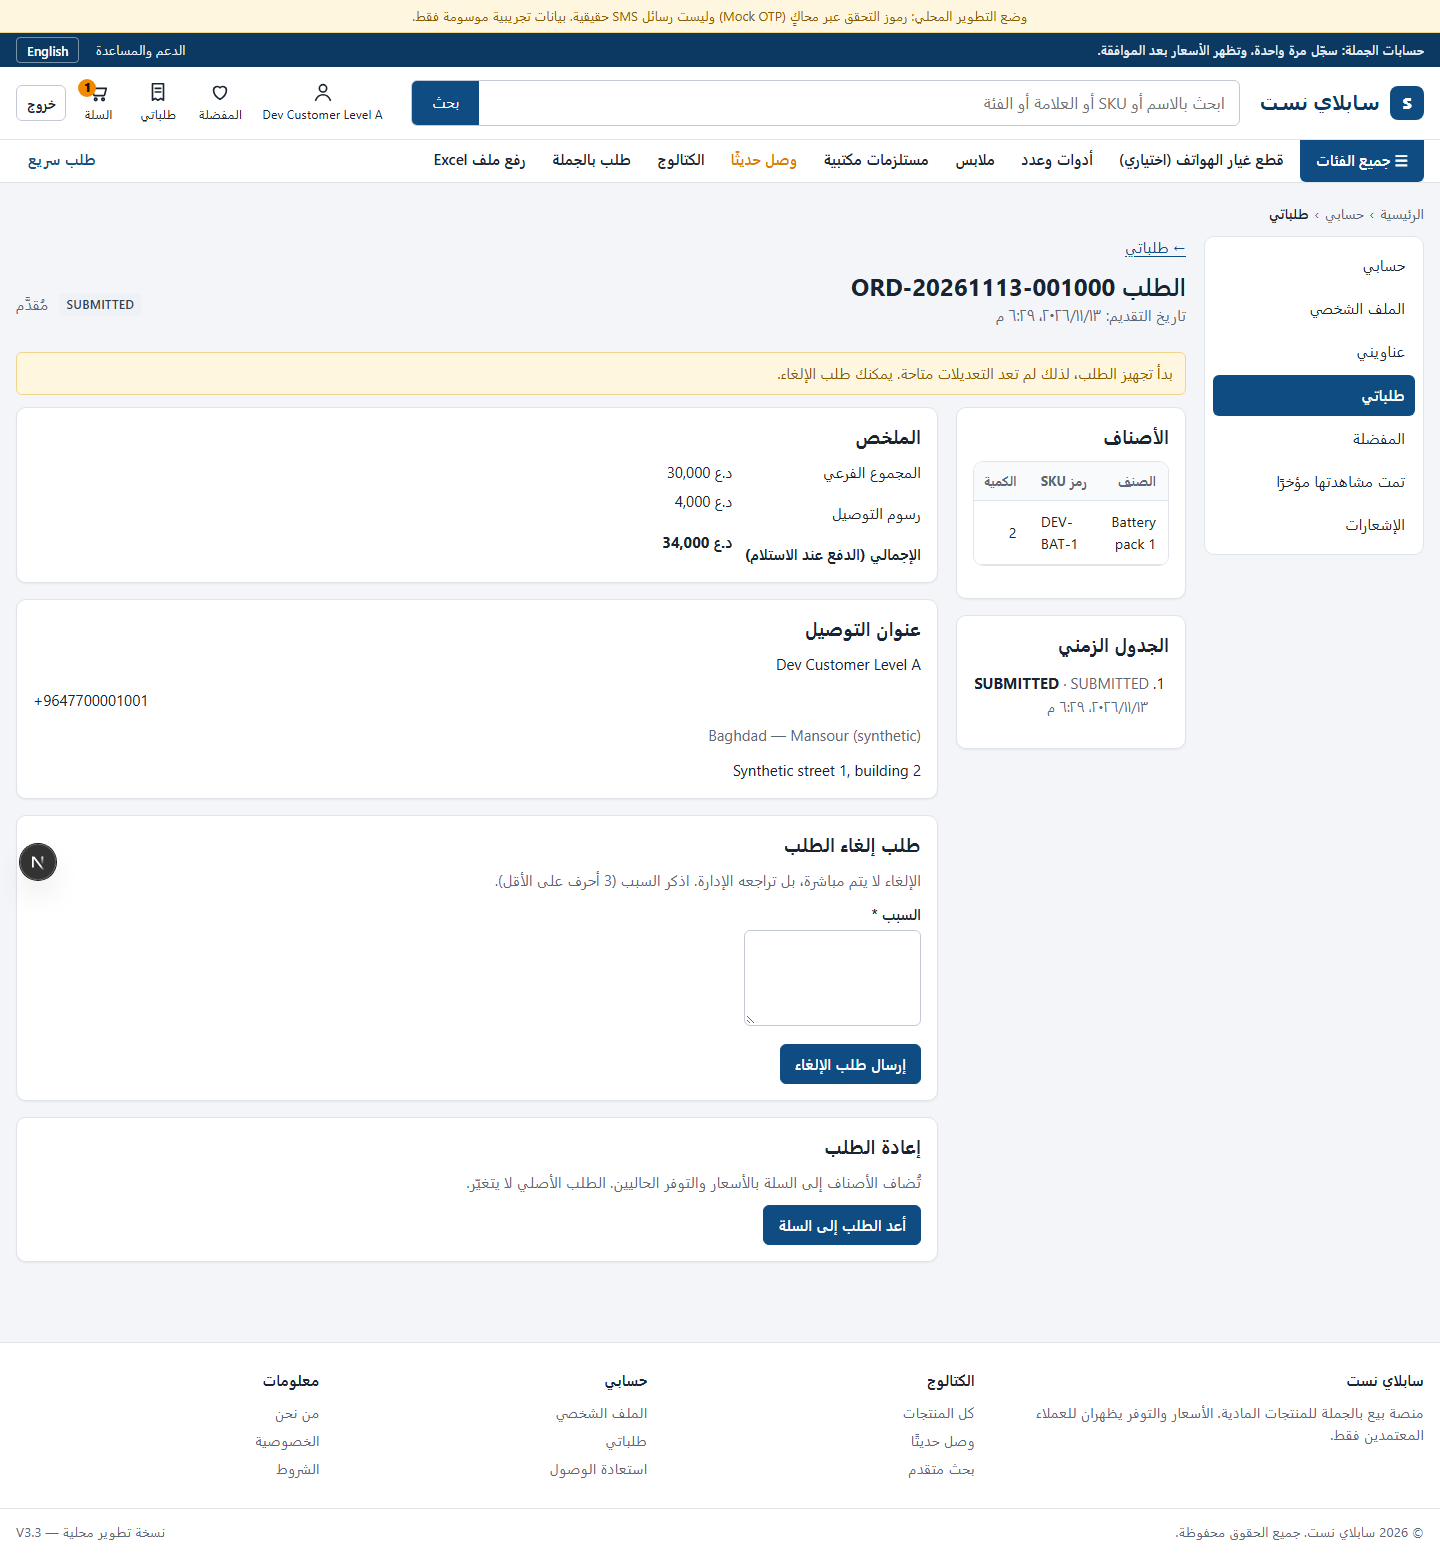 وضع التطوير المحلي: رموز التحقق عبر محاكٍ (Mock OTP) وليست رسائل SMS حقيقية. بيانات تجريبية موسومة فقط.
حسابات الجملة: سجّل مرة واحدة، وتظهر الأسعار بعد الموافقة.
الدعم والمساعدة
English
S
سابلاي نست
ابحث بالاسم أو SKU أو العلامة أو الفئة
بحث
Dev Customer Level A
المفضلة
طلباتي
1
السلة
خروج
☰ جميع الفئات
قطع غيار الهواتف (اختياري)
أدوات وعدد
ملابس
مستلزمات مكتبية
وصل حديثًا
الكتالوج
طلب بالجملة
رفع ملف Excel
طلب سريع
الرئيسية › حسابي › طلباتي
حسابي
الملف الشخصي
عناويني
طلباتي
المفضلة
تمت مشاهدتها مؤخرًا
الإشعارات
← طلباتي
الطلب ORD-20261113-001000
تاريخ التقديم: ١٣‏/١١‏/٢٠٢٦، ٦:٢٩ م
SUBMITTED
مُقدَّم
بدأ تجهيز الطلب، لذلك لم تعد التعديلات متاحة. يمكنك طلب الإلغاء.
الأصناف
الصنف
رمز SKU
الكمية
Battery pack 1
DEV-BAT-1
2
الجدول الزمني
1. SUBMITTED · SUBMITTED
١٣‏/١١‏/٢٠٢٦، ٦:٢٩ م
الملخص
المجموع الفرعي
30,000 د.ع
رسوم التوصيل
4,000 د.ع
الإجمالي (الدفع عند الاستلام)
34,000 د.ع
عنوان التوصيل
Dev Customer Level A
+9647700001001
Baghdad — Mansour (synthetic)
Synthetic street 1, building 2
طلب إلغاء الطلب
الإلغاء لا يتم مباشرة، بل تراجعه الإدارة. اذكر السبب (3 أحرف على الأقل).
السبب *
إرسال طلب الإلغاء
إعادة الطلب
تُضاف الأصناف إلى السلة بالأسعار والتوفر الحاليين. الطلب الأصلي لا يتغيّر.
أعد الطلب إلى السلة
N
سابلاي نست
منصة بيع بالجملة للمنتجات المادية. الأسعار والتوفر يظهران للعملاء
المعتمدين فقط.
الكتالوج
كل المنتجات
وصل حديثًا
بحث متقدم
حسابي
الملف الشخصي
طلباتي
استعادة الوصول
معلومات
من نحن
الخصوصية
الشروط
© 2026 سابلاي نست. جميع الحقوق محفوظة.
نسخة تطوير محلية — V3.3